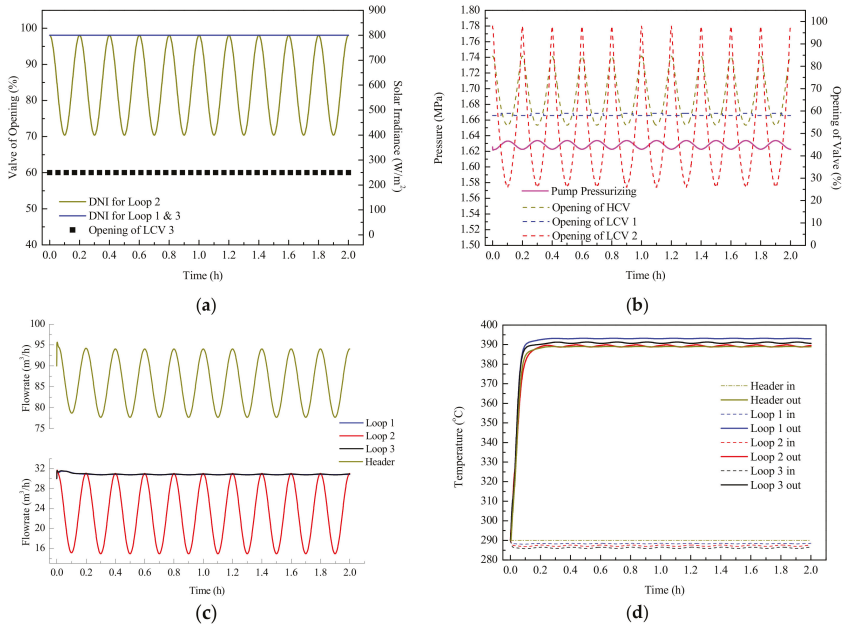 100
90
80
70
60
50
40
Valve of Opening (%)
900
800
700
600
500
400
300
200
100
0
Solar Irradiance (W/m²)
DNI for Loop 2
DNI for Loop 1 & 3
Opening of LCV 3
0.0 0.2 0.4 0.6 0.8 1.0 1.2 1.4 1.6 1.8 2.0
Time (h)
(a)
1.80
1.78
1.76
1.74
1.72
1.70
1.68
1.66
1.64
1.62
1.60
1.58
1.56
1.54
1.52
1.50
Pressure (MPa)
100
90
80
70
60
50
40
30
20
10
0
Opening of Valve (%)
Pump Pressurizing
Opening of HCV
Opening of LCV 1
Opening of LCV 2
0.0 0.2 0.4 0.6 0.8 1.0 1.2 1.4 1.6 1.8 2.0
Time (h)
(b)
100
95
90
85
80
75
Flowrate (m³/h)
32
28
24
20
16
Flowrate (m³/h)
Loop 1
Loop 2
Loop 3
Header
0.0 0.2 0.4 0.6 0.8 1.0 1.2 1.4 1.6 1.8 2.0
Time (h)
(c)
400
390
380
370
360
350
340
330
320
310
300
290
280
Temperature (°C)
Header in
Header out
Loop 1 in
Loop 1 out
Loop 2 in
Loop 2 out
Loop 3 in
Loop 3 out
0.0 0.2 0.4 0.6 0.8 1.0 1.2 1.4 1.6 1.8 2.0
Time (h)
(d)